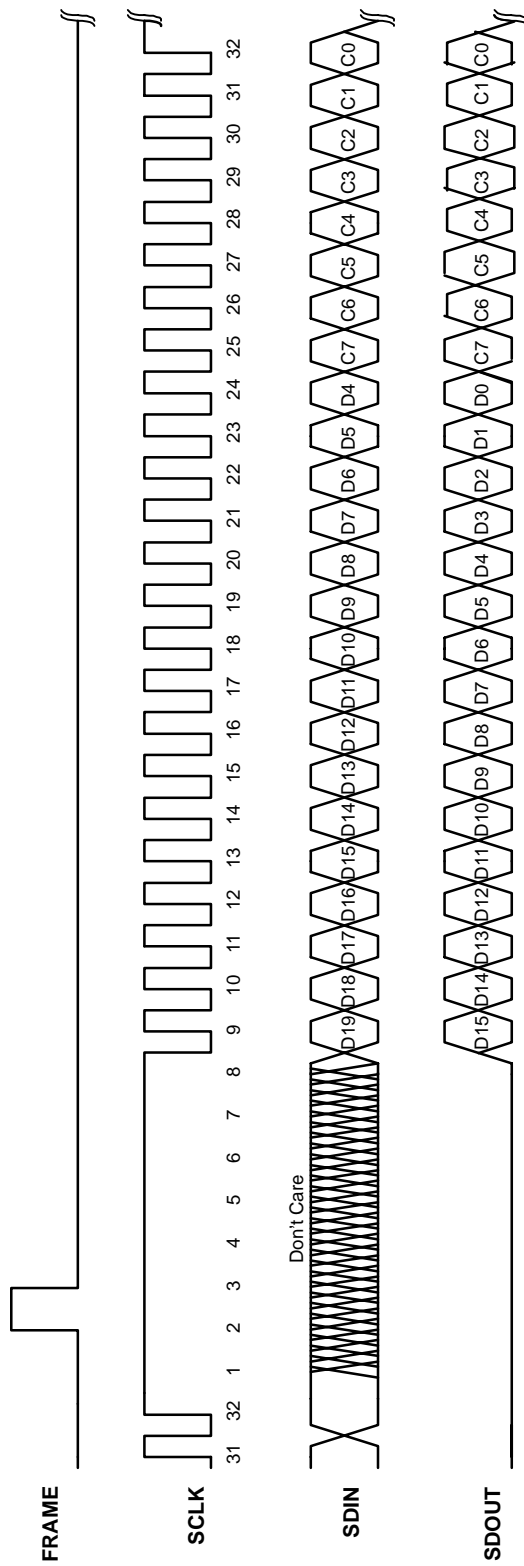 FRAME
SCLK
31 32 1 2 3 4 5 6 7 8 9 10 11 12 13 14 15 16 17 18 19 20 21 22 23 24 25 26 27 28 29 30 31 32
Don't Care
SDIN
D19 D18 D17 D16 D15 D14 D13 D12 D11 D10 D9 D8 D7 D6 D5 D4 C7 C6 C5 C4 C3 C2 C1 C0
SDOUT
D15 D14 D13 D12 D11 D10 D9 D8 D7 D6 D5 D4 D3 D2 D1 D0 C7 C6 C5 C4 C3 C2 C1 C0